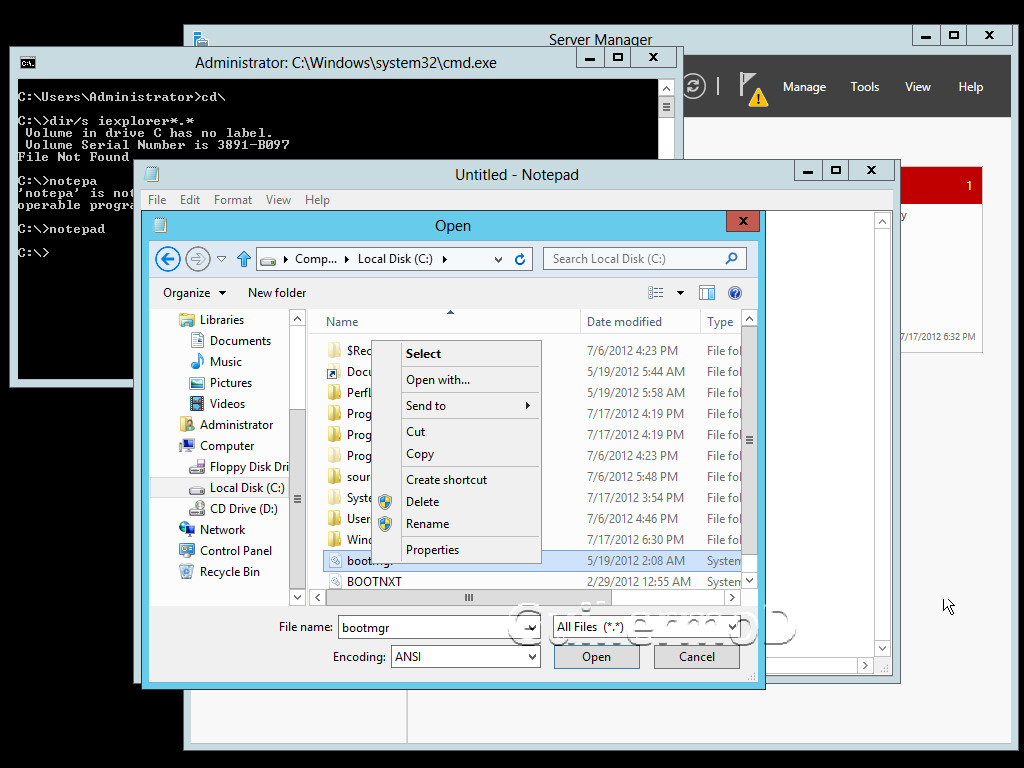 Server Manager
Manage Tools View Help
1
7/17/2012 6:32 PM
Administrator: C:\Windows\system32\cmd.exe
C:\Users\Administrator>cd\
C:\>dir/s iexplorer*.*
Volume in drive C has no label.
Volume Serial Number is 3891-B097
File Not Found
C:\>notepa
'notepa' is not
operable progra
C:\>notepad
C:\>
Untitled - Notepad
File Edit Format View Help
Open
Comp... Local Disk (C:)
Search Local Disk (C:)
Organize New folder
Libraries
Documents
Music
Pictures
Videos
Administrator
Computer
Floppy Disk Dri
Local Disk (C:)
CD Drive (D:)
Network
Control Panel
Recycle Bin
Name Date modified Type
$Rec 7/6/2012 4:23 PM File fol
Docu 5/19/2012 5:44 AM File fol
PerfL 5/19/2012 5:58 AM File fol
Prog 7/17/2012 4:19 PM File fol
Prog 7/17/2012 4:19 PM File fol
Prog 7/6/2012 4:23 PM File fol
sour 7/6/2012 5:48 PM File fol
Syste 7/17/2012 3:54 PM File fol
User 7/6/2012 4:46 PM File fol
Wind 7/17/2012 6:30 PM File fol
bootmgr 5/19/2012 2:08 AM System
BOOTNXT 2/29/2012 12:55 AM System
Select
Open with...
Send to
Cut
Copy
Create shortcut
Delete
Rename
Properties
File name: bootmgr
All Files (*.*)
Encoding: ANSI
Open Cancel
Guillermob